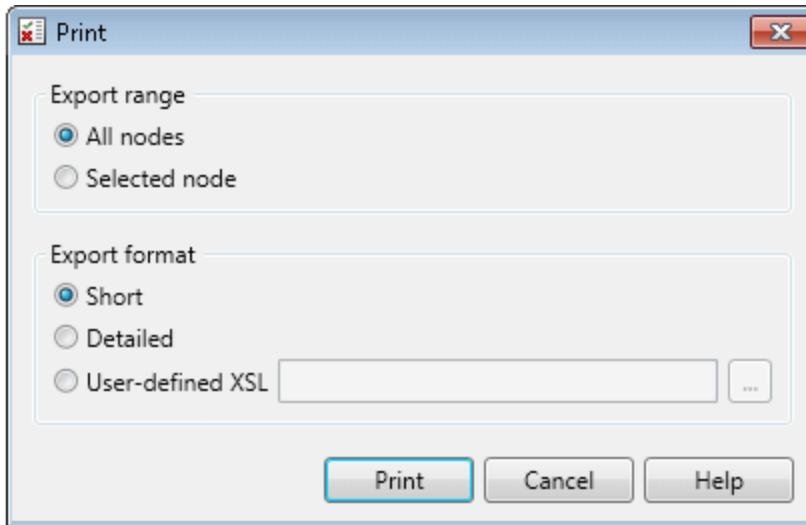 Print
Export range
All nodes
Selected node
Export format
Short
Detailed
User-defined XSL
...
Print Cancel Help